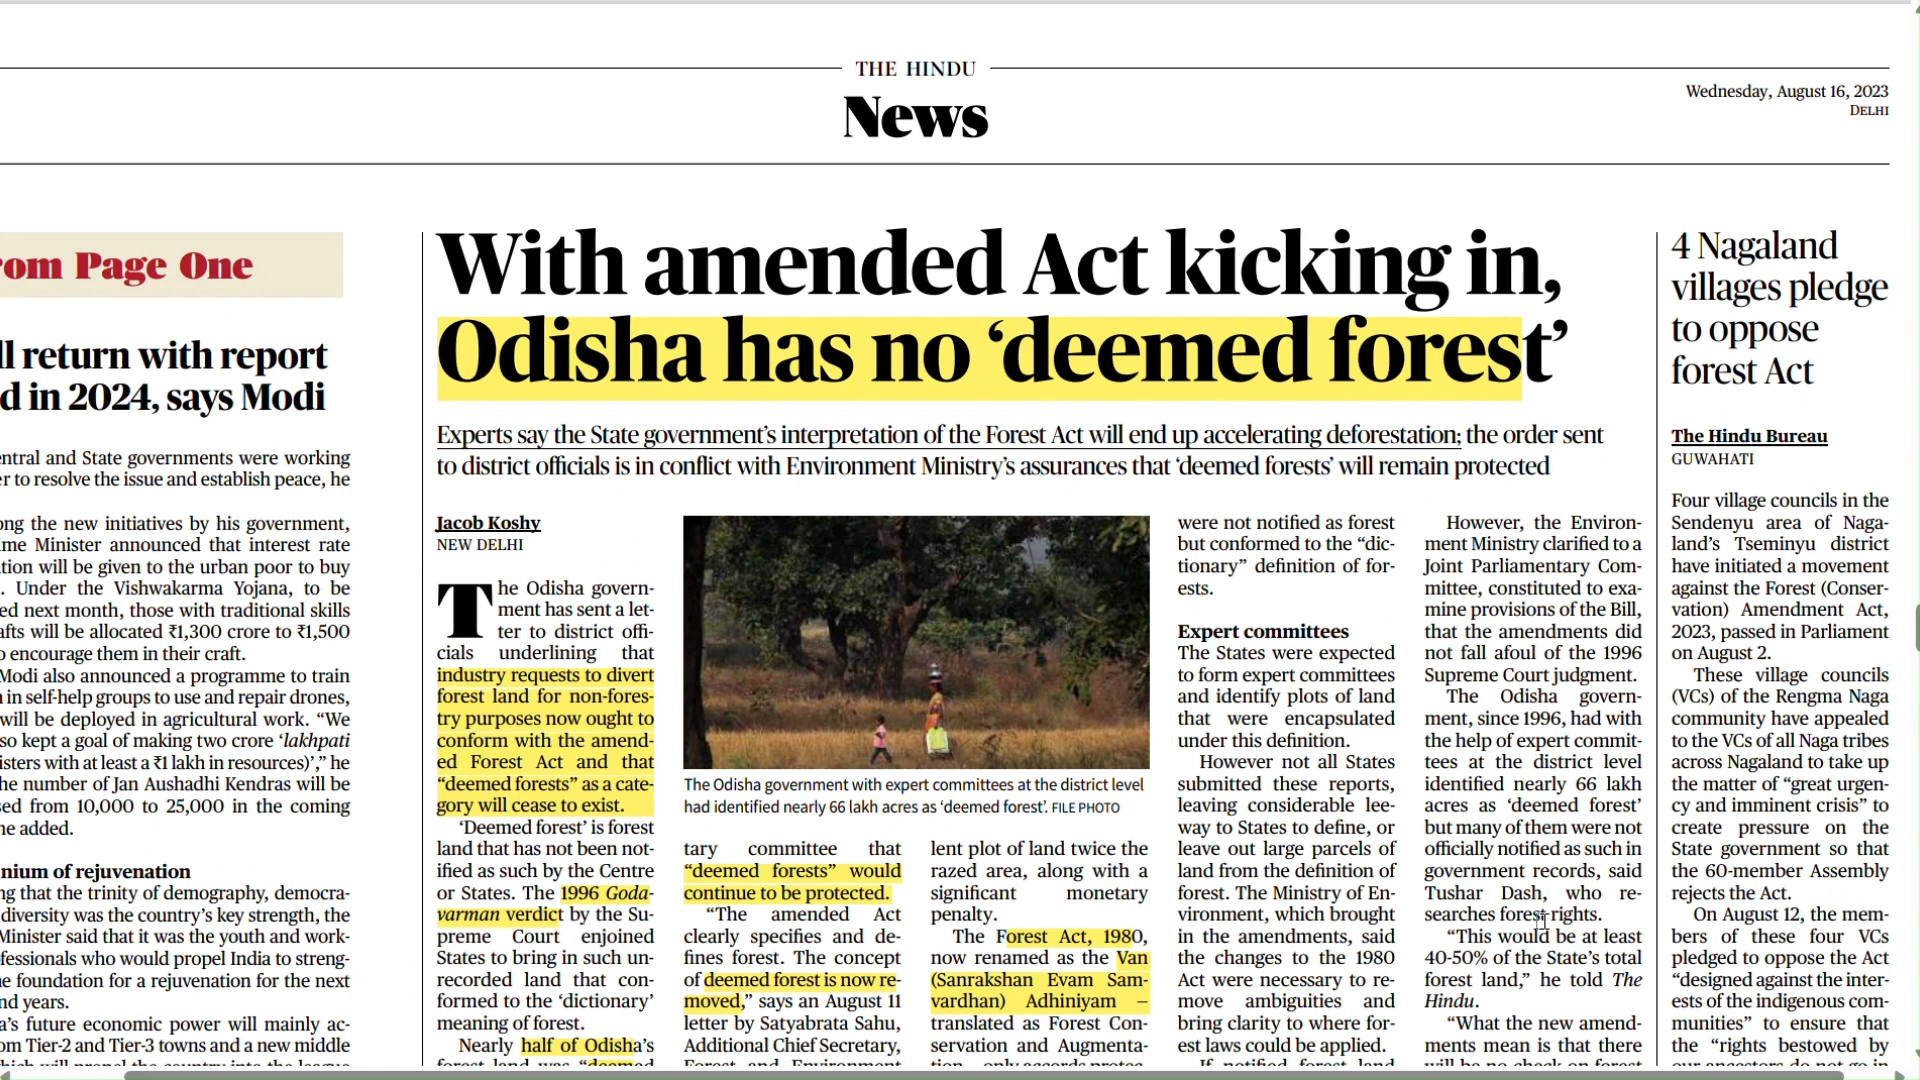 THE HINDU
News
Wednesday, August 16, 2023
DELHI
rom Page One
ll return with report
d in 2024, says Modi
entral and State governments were working
er to resolve the issue and establish peace, he
ong the new initiatives by his government,
me Minister announced that interest rate
tion will be given to the urban poor to buy
. Under the Vishwakarma Yojana, to be
ed next month, those with traditional skills
afts will be allocated ₹1,300 crore to ₹1,500
o encourage them in their craft.
Modi also announced a programme to train
n in self-help groups to use and repair drones,
will be deployed in agricultural work. “We
so kept a goal of making two crore ‘lakhpati
isters with at least a ₹1 lakh in resources)’,” he
he number of Jan Aushadhi Kendras will be
sed from 10,000 to 25,000 in the coming
he added.
nium of rejuvenation
ng that the trinity of demography, democra-
diversity was the country’s key strength, the
Minister said that it was the youth and work-
ofessionals who would propel India to streng-
e foundation for a rejuvenation for the next
nd years.
a’s future economic power will mainly ac-
om Tier-2 and Tier-3 towns and a new middle
With amended Act kicking in,
Odisha has no ‘deemed forest’
Experts say the State government’s interpretation of the Forest Act will end up accelerating deforestation; the order sent
to district officials is in conflict with Environment Ministry’s assurances that ‘deemed forests’ will remain protected
Jacob Koshy
NEW DELHI
The Odisha govern-
ment has sent a let-
ter to district offi-
cials underlining that
industry requests to divert
forest land for non-fores-
try purposes now ought to
conform with the amend-
ed Forest Act and that
“deemed forests” as a cate-
gory will cease to exist.
‘Deemed forest’ is forest
land that has not been not-
ified as such by the Centre
or States. The 1996 Goda-
varman verdict by the Su-
preme Court enjoined
States to bring in such un-
recorded land that con-
formed to the ‘dictionary’
meaning of forest.
Nearly half of Odisha’s
forest land was “deemed
The Odisha government with expert committees at the district level
had identified nearly 66 lakh acres as ‘deemed forest’. FILE PHOTO
tary committee that
“deemed forests” would
continue to be protected.
“The amended Act
clearly specifies and de-
fines forest. The concept
of deemed forest is now re-
moved,” says an August 11
letter by Satyabrata Sahu,
Additional Chief Secretary,
Forest and Environment
lent plot of land twice the
razed area, along with a
significant monetary
penalty.
The Forest Act, 1980,
now renamed as the Van
(Sanrakshan Evam Sam-
vardhan) Adhiniyam –
translated as Forest Con-
servation and Augmenta-
tion – only accords protec-
were not notified as forest
but conformed to the “dic-
tionary” definition of for-
ests.
Expert committees
The States were expected
to form expert committees
and identify plots of land
that were encapsulated
under this definition.
However not all States
submitted these reports,
leaving considerable lee-
way to States to define, or
leave out large parcels of
land from the definition of
forest. The Ministry of En-
vironment, which brought
in the amendments, said
the changes to the 1980
Act were necessary to re-
move ambiguities and
bring clarity to where for-
est laws could be applied.
If notified forest land
However, the Environ-
ment Ministry clarified to a
Joint Parliamentary Com-
mittee, constituted to exa-
mine provisions of the Bill,
that the amendments did
not fall afoul of the 1996
Supreme Court judgment.
The Odisha govern-
ment, since 1996, had with
the help of expert commit-
tees at the district level
identified nearly 66 lakh
acres as ‘deemed forest’
but many of them were not
officially notified as such in
government records, said
Tushar Dash, who re-
searches forest rights.
“This would be at least
40-50% of the State’s total
forest land,” he told The
Hindu.
“What the new amend-
ments mean is that there
will be no check on forest
4 Nagaland
villages pledge
to oppose
forest Act
The Hindu Bureau
GUWAHATI
Four village councils in the
Sendenyu area of Naga-
land’s Tseminyu district
have initiated a movement
against the Forest (Conser-
vation) Amendment Act,
2023, passed in Parliament
on August 2.
These village councils
(VCs) of the Rengma Naga
community have appealed
to the VCs of all Naga tribes
across Nagaland to take up
the matter of “great urgen-
cy and imminent crisis” to
create pressure on the
State government so that
the 60-member Assembly
rejects the Act.
On August 12, the mem-
bers of these four VCs
pledged to oppose the Act
“designed against the inter-
ests of the indigenous com-
munities” to ensure that
the “rights bestowed by
our ancestors do not go in